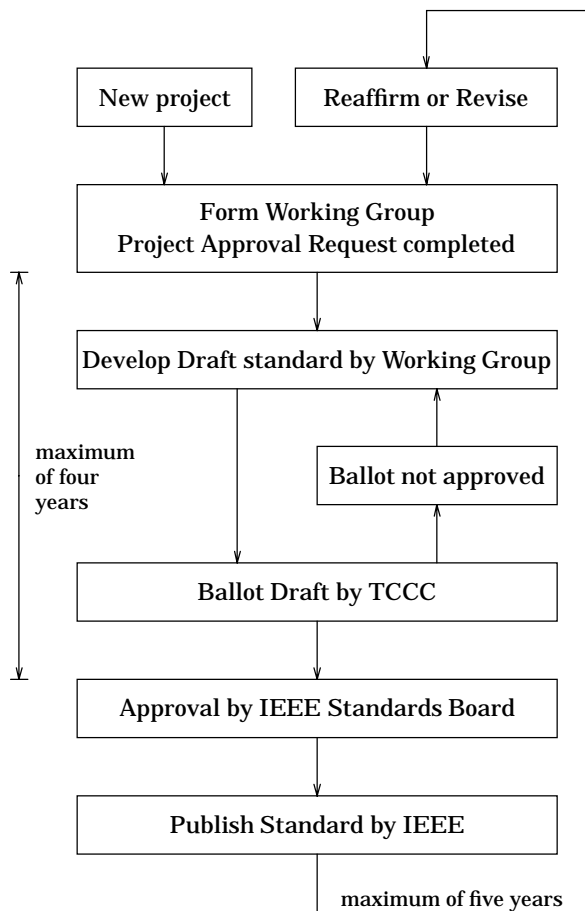 New project
Reaffirm or Revise
Form Working Group
Project Approval Request completed
Develop Draft standard by Working Group
maximum
of four
years
Ballot not approved
Ballot Draft by TCCC
Approval by IEEE Standards Board
Publish Standard by IEEE
maximum of five years